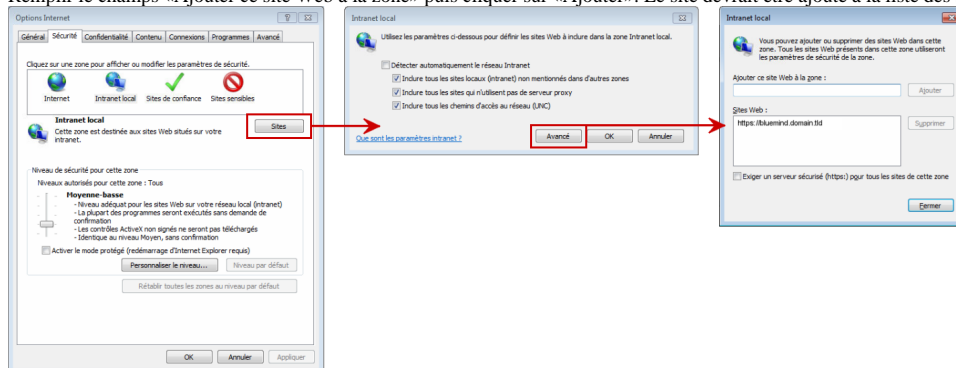 Remplir le champs «Ajouter ce site Web à la zone» puis cliquer sur «Ajouter». Le site devrait être ajouté à la liste des
Options Internet
Général Sécurité Confidentialité Contenu Connexions Programmes Avancé
Cliquez sur une zone pour afficher ou modifier les paramètres de sécurité.
Internet Intranet local Sites de confiance Sites sensibles
Intranet local
Cette zone est destinée aux sites Web situés sur votre
intranet.
Sites
Niveau de sécurité pour cette zone
Niveaux autorisés pour cette zone : Tous
Moyenne-basse
- Niveau adéquat pour les sites Web sur votre réseau local (intranet)
- La plupart des programmes seront exécutés sans demande de
confirmation
- Les contrôles ActiveX non signés ne seront pas téléchargés
- Identique au niveau Moyen, sans confirmation
Activer le mode protégé (redémarrage d'Internet Explorer requis)
Personnaliser le niveau... Niveau par défaut
Rétablir toutes les zones au niveau par défaut
OK Annuler Appliquer
Intranet local
Utilisez les paramètres ci-dessous pour définir les sites Web à indure dans la zone Intranet local.
Détecter automatiquement le réseau Intranet
Indure tous les sites locaux (intranet) non mentionnés dans d'autres zones
Indure tous les sites qui n'utilisent pas de serveur proxy
Indure tous les chemins d'accès au réseau (UNC)
Que sont les paramètres intranet ?
Avancé OK Annuler
Intranet local
Vous pouvez ajouter ou supprimer des sites Web dans cette
zone. Tous les sites Web présents dans cette zone utiliseront
les paramètres de sécurité de la zone.
Ajouter ce site Web à la zone :
Ajouter
Sites Web :
https://bluemind.domain.tld
Supprimer
Exiger un serveur sécurisé (https:) pour tous les sites de cette zone
Fermer